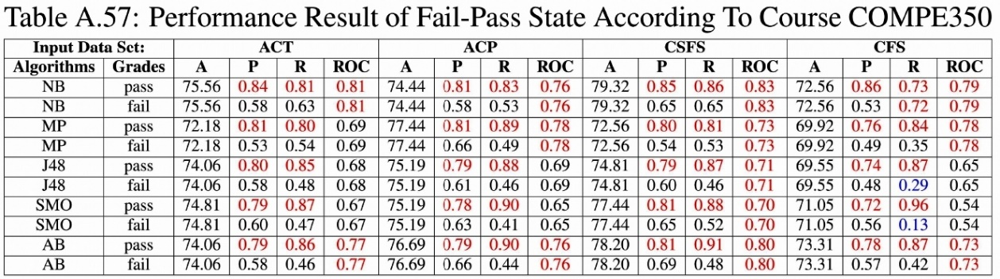 Table A.57: Performance Result of Fail-Pass State According To Course COMPE350
Input Data Set: ACT ACP CSFS CFS
Algorithms Grades A P R ROC A P R ROC A P R ROC A P R ROC
NB pass 75.56 0.84 0.81 0.81 74.44 0.81 0.83 0.76 79.32 0.85 0.86 0.83 72.56 0.86 0.73 0.79
NB fail 75.56 0.58 0.63 0.81 74.44 0.58 0.53 0.76 79.32 0.65 0.65 0.83 72.56 0.53 0.72 0.79
MP pass 72.18 0.81 0.80 0.69 77.44 0.81 0.89 0.78 72.56 0.80 0.81 0.73 69.92 0.76 0.84 0.78
MP fail 72.18 0.53 0.54 0.69 77.44 0.66 0.49 0.78 72.56 0.54 0.53 0.73 69.92 0.49 0.35 0.78
J48 pass 74.06 0.80 0.85 0.68 75.19 0.79 0.88 0.69 74.81 0.79 0.87 0.71 69.55 0.74 0.87 0.65
J48 fail 74.06 0.58 0.48 0.68 75.19 0.61 0.46 0.69 74.81 0.60 0.46 0.71 69.55 0.48 0.29 0.65
SMO pass 74.81 0.79 0.87 0.67 75.19 0.78 0.90 0.65 77.44 0.81 0.88 0.70 71.05 0.72 0.96 0.54
SMO fail 74.81 0.60 0.47 0.67 75.19 0.63 0.41 0.65 77.44 0.65 0.52 0.70 71.05 0.56 0.13 0.54
AB pass 74.06 0.79 0.86 0.77 76.69 0.79 0.90 0.76 78.20 0.81 0.91 0.80 73.31 0.78 0.87 0.73
AB fail 74.06 0.58 0.46 0.77 76.69 0.66 0.44 0.76 78.20 0.69 0.48 0.80 73.31 0.57 0.42 0.73